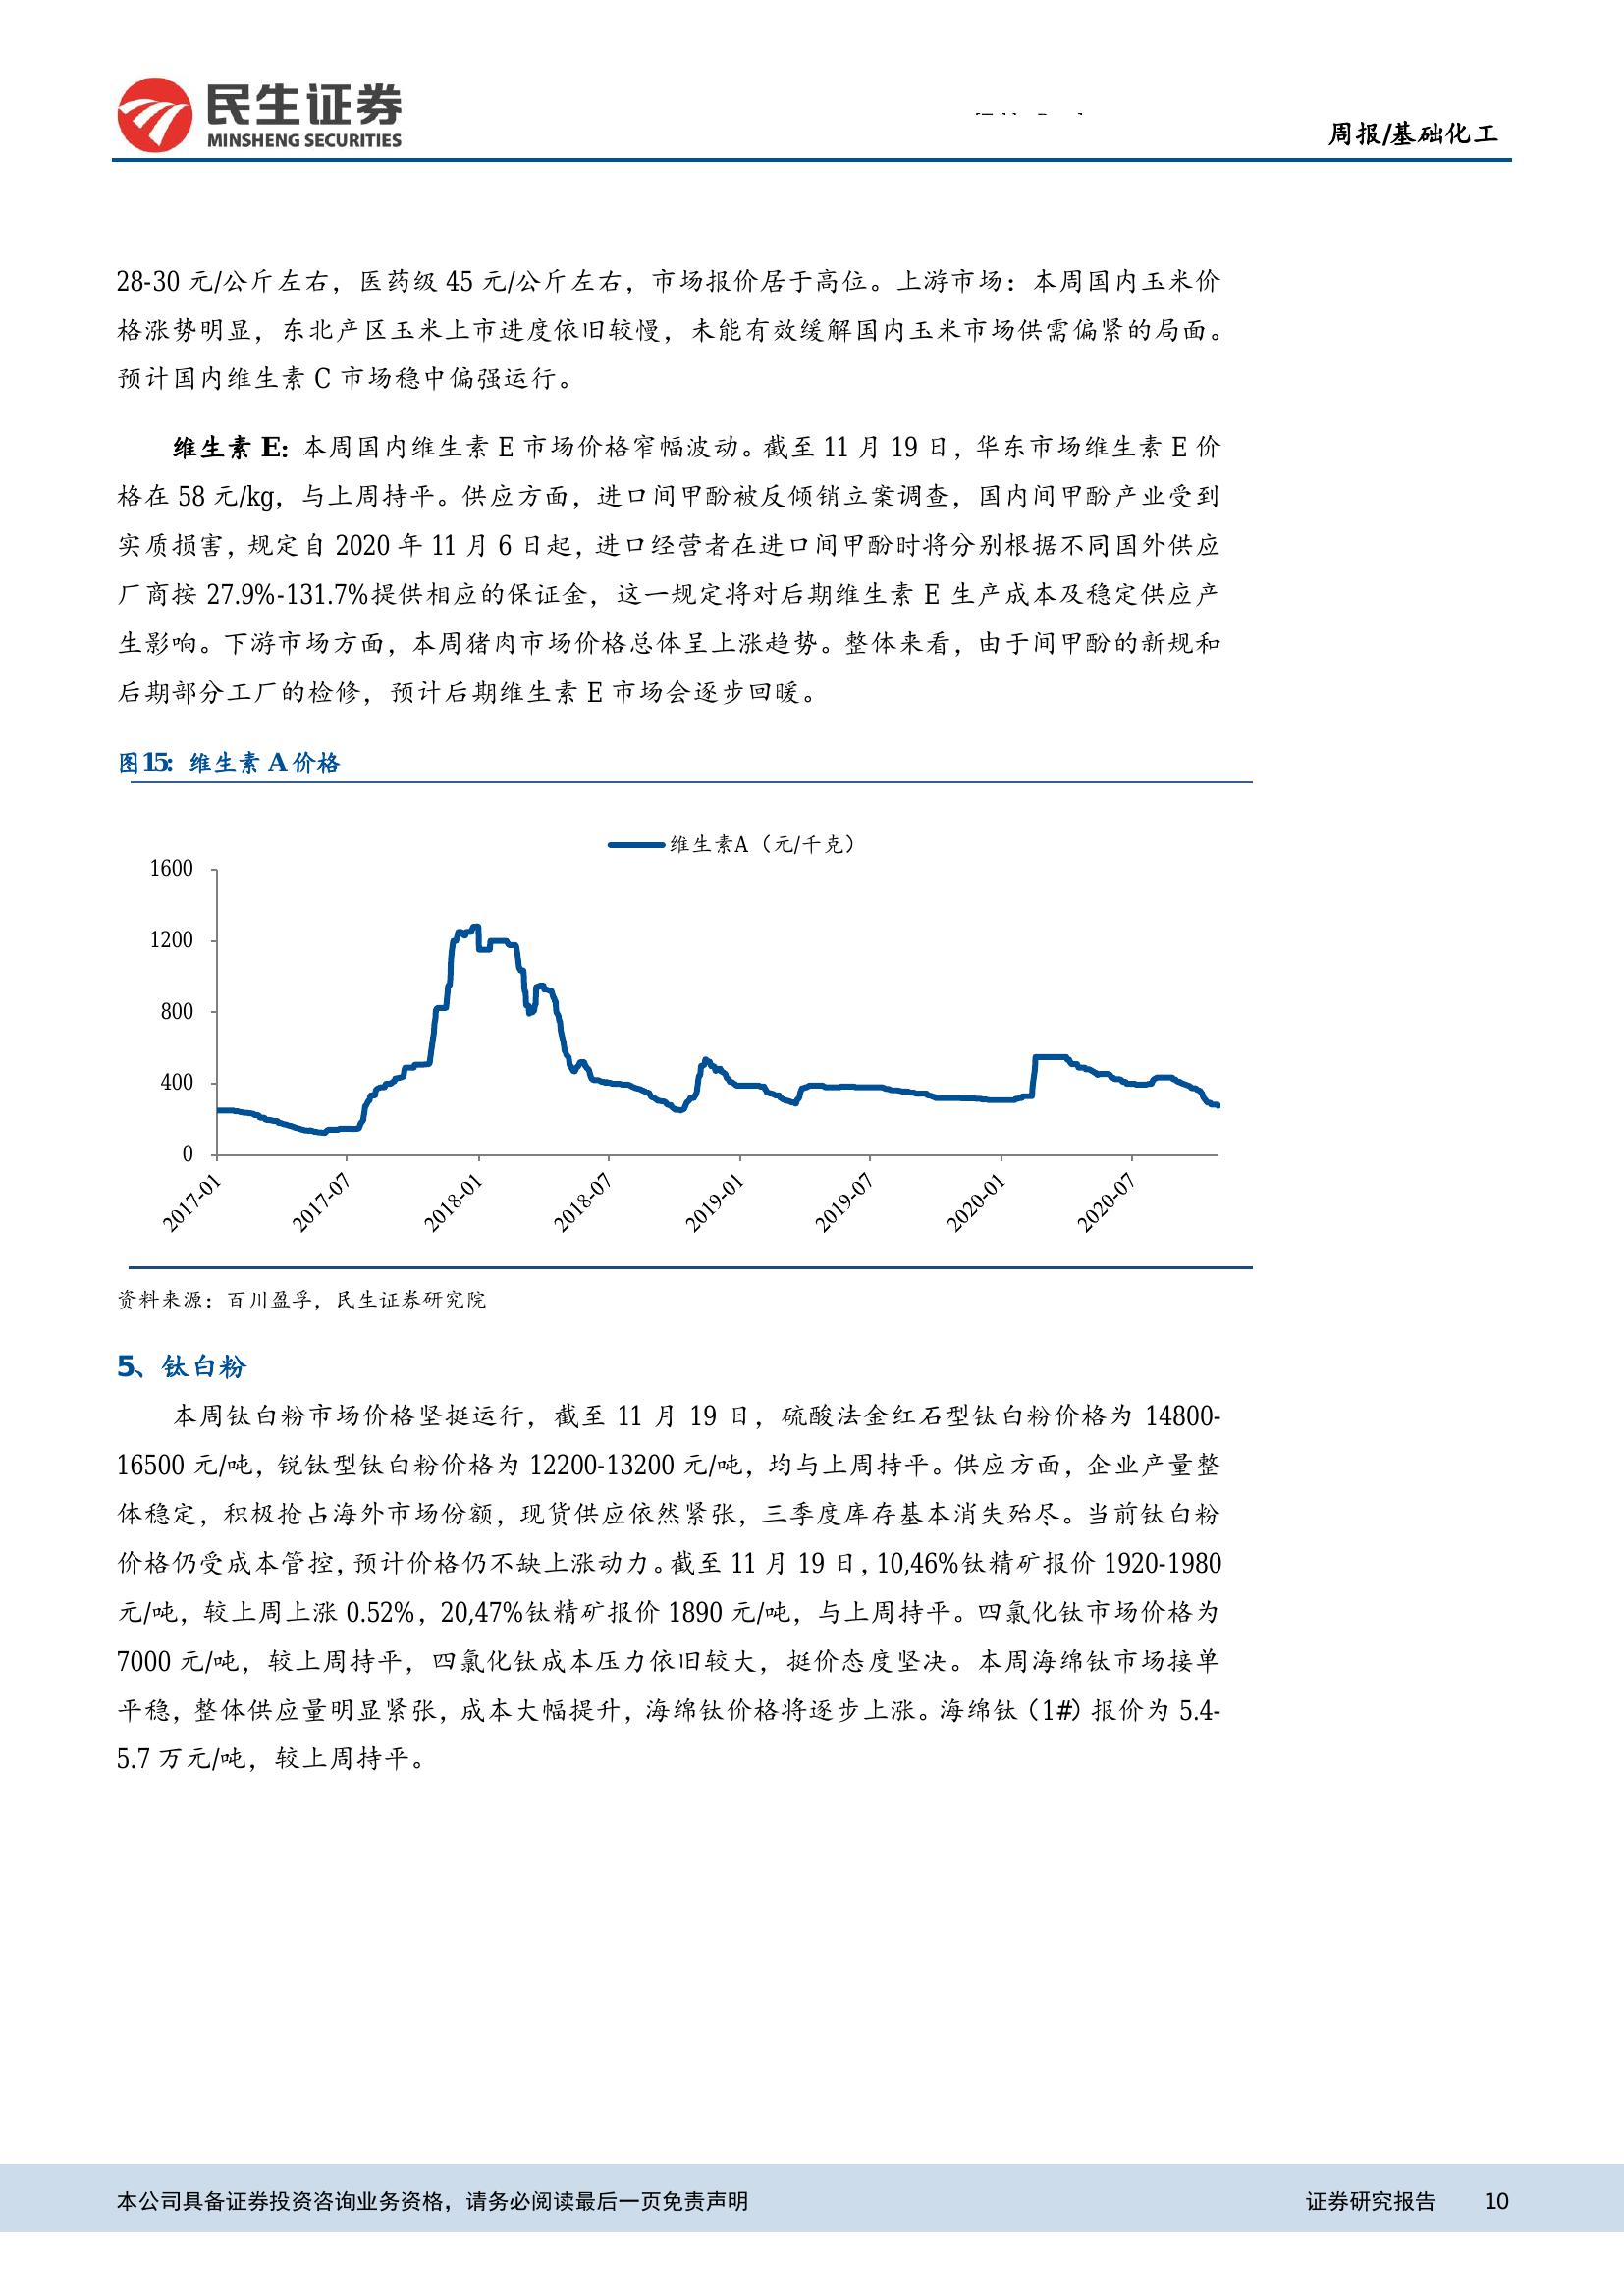 民生证券
MINSHENG SECURITIES
周报/基础化工
28-30 元/公斤左右，医药级 45 元/公斤左右，市场报价居于高位。上游市场：本周国内玉米价
格涨势明显，东北产区玉米上市进度依旧较慢，未能有效缓解国内玉米市场供需偏紧的局面。
预计国内维生素 C 市场稳中偏强运行。
维生素 E：本周国内维生素 E 市场价格窄幅波动。截至 11 月 19 日，华东市场维生素 E 价
格在 58 元/kg，与上周持平。供应方面，进口间甲酚被反倾销立案调查，国内间甲酚产业受到
实质损害，规定自 2020 年 11 月 6 日起，进口经营者在进口间甲酚时将分别根据不同国外供应
厂商按 27.9%-131.7%提供相应的保证金，这一规定将对后期维生素 E 生产成本及稳定供应产
生影响。下游市场方面，本周猪肉市场价格总体呈上涨趋势。整体来看，由于间甲酚的新规和
后期部分工厂的检修，预计后期维生素 E 市场会逐步回暖。
图15：维生素 A 价格
维生素A（元/千克）
1600
1200
800
400
0
2017-01 2017-07 2018-01 2018-07 2019-01 2019-07 2020-01 2020-07
资料来源：百川盈孚，民生证券研究院
5、钛白粉
本周钛白粉市场价格坚挺运行，截至 11 月 19 日，硫酸法金红石型钛白粉价格为 14800-
16500 元/吨，锐钛型钛白粉价格为 12200-13200 元/吨，均与上周持平。供应方面，企业产量整
体稳定，积极抢占海外市场份额，现货供应依然紧张，三季度库存基本消失殆尽。当前钛白粉
价格仍受成本管控，预计价格仍不缺上涨动力。截至 11 月 19 日，10,46%钛精矿报价 1920-1980
元/吨，较上周上涨 0.52%，20,47%钛精矿报价 1890 元/吨，与上周持平。四氯化钛市场价格为
7000 元/吨，较上周持平，四氯化钛成本压力依旧较大，挺价态度坚决。本周海绵钛市场接单
平稳，整体供应量明显紧张，成本大幅提升，海绵钛价格将逐步上涨。海绵钛（1#）报价为 5.4-
5.7 万元/吨，较上周持平。
本公司具备证券投资咨询业务资格，请务必阅读最后一页免责声明
证券研究报告 10